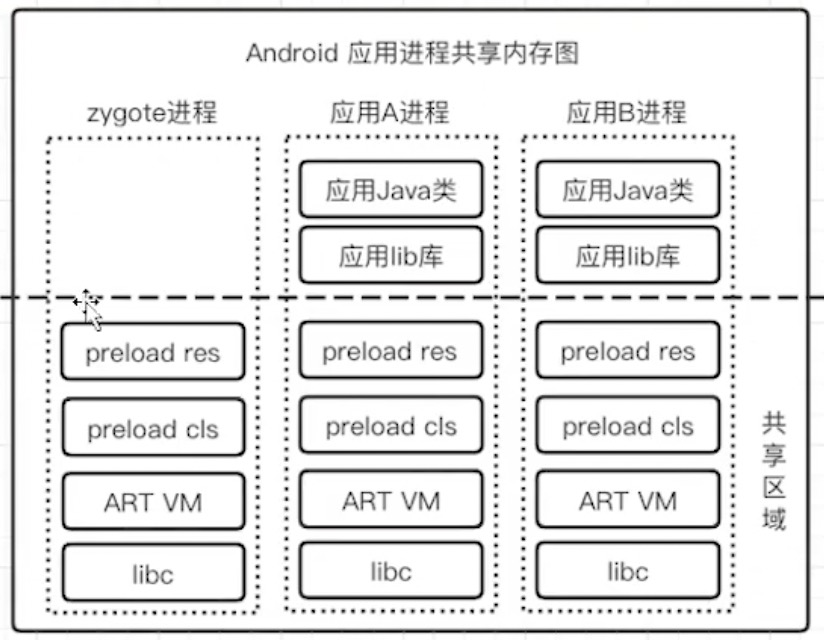 Android 应用进程共享内存图
zygote进程
应用A进程
应用B进程
应用Java类
应用Java类
应用lib库
应用lib库
preload res
preload res
preload res
preload cls
preload cls
preload cls
ART VM
ART VM
ART VM
libc
libc
libc
共享区域